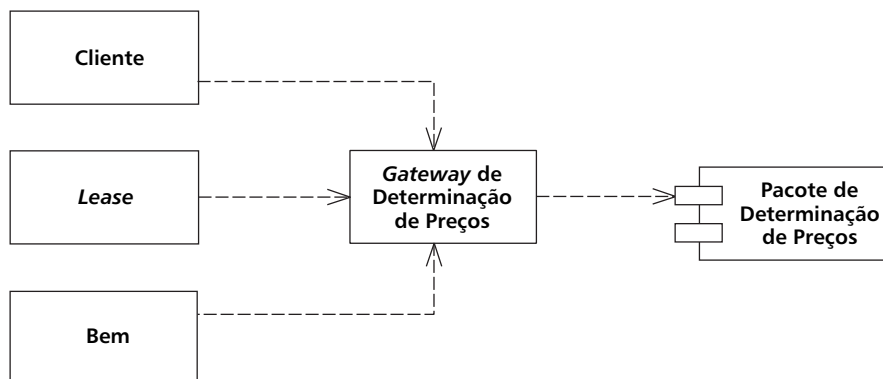 Cliente
Lease
Gateway de
Determinação
de Preços
Pacote de
Determinação
de Preços
Bem